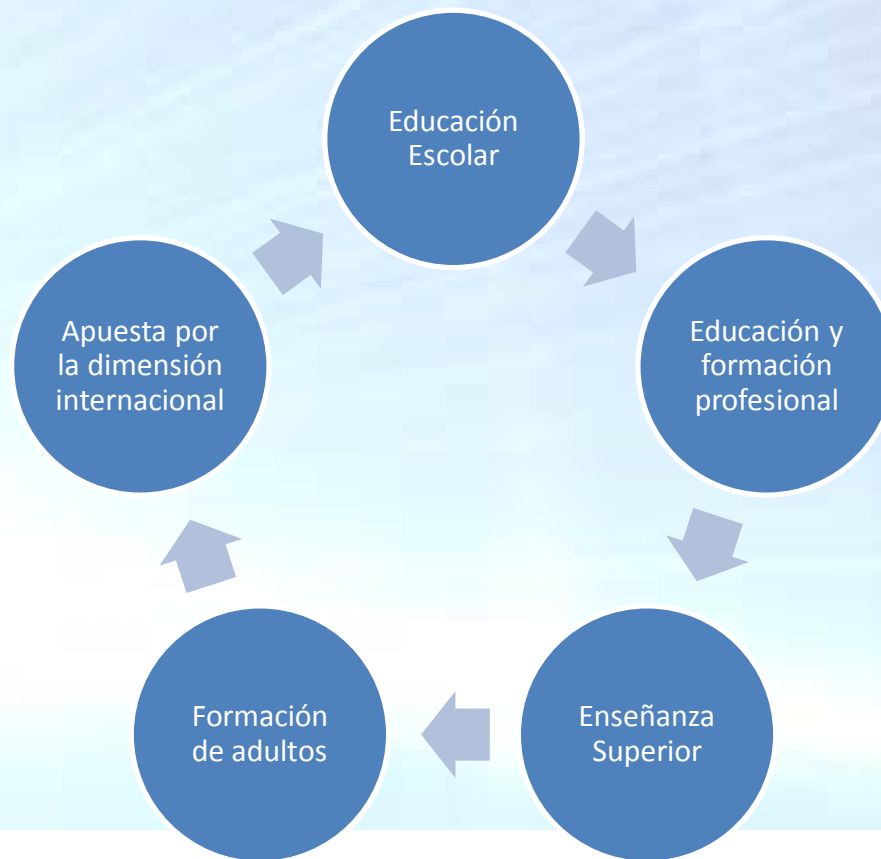 Educación
Escolar
Educación y
formación
profesional
Enseñanza
Superior
Formación
de adultos
Apuesta por
la dimensión
internacional